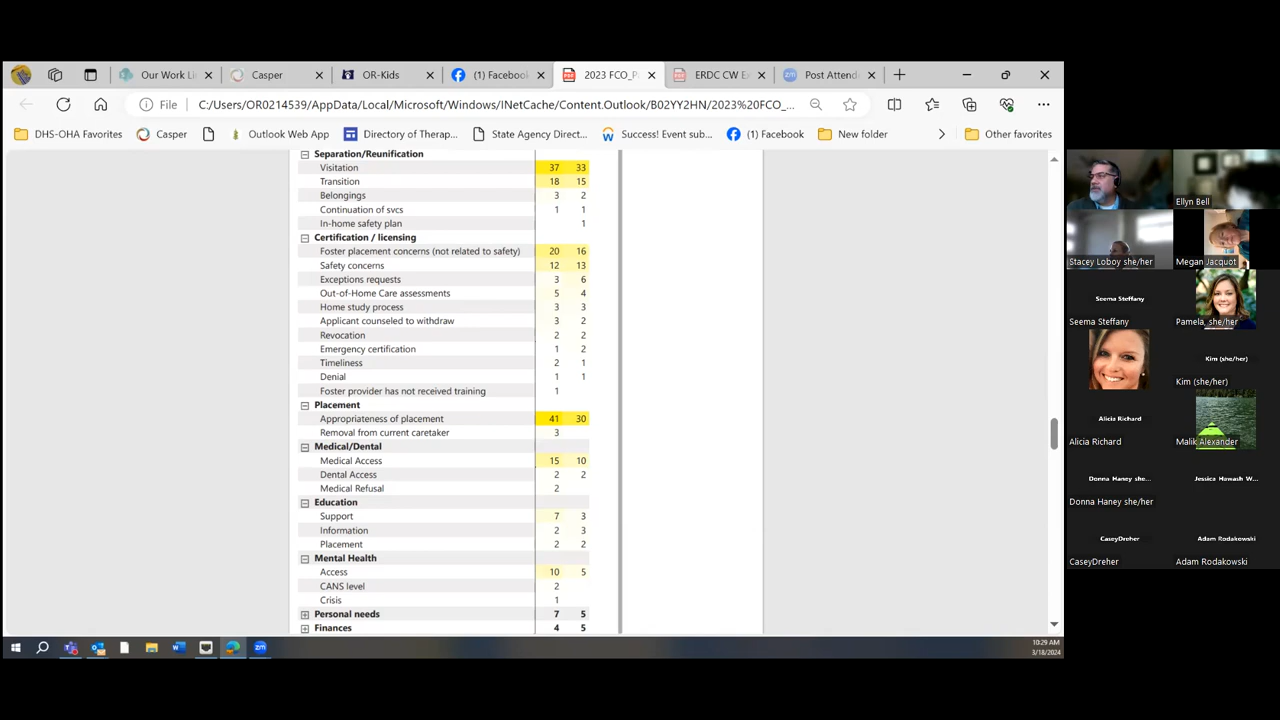 Our Work Li
Casper
OR-Kids
(1) Facebook
2023 FCO_P
ERDC CW E
Post Attend
File
C:/Users/OR0214539/AppData/Local/Microsoft/Windows/INetCache/Content.Outlook/B02YY2HN/2023%20FCO_...
DHS-OHA Favorites
Casper
Outlook Web App
Directory of Therap...
State Agency Direct...
Success! Event sub...
(1) Facebook
New folder
Other favorites
Separation/Reunification
Visitation 37 33
Transition 18 15
Belongings 3 2
Continuation of svcs 1 1
In-home safety plan 1
Certification / licensing
Foster placement concerns (not related to safety) 20 16
Safety concerns 12 13
Exceptions requests 3 6
Out-of-Home Care assessments 5 4
Home study process 3 3
Applicant counseled to withdraw 3 2
Revocation 2 2
Emergency certification 1 2
Timeliness 2 1
Denial 1 1
Foster provider has not received training 1
Placement
Appropriateness of placement 41 30
Removal from current caretaker 3
Medical/Dental
Medical Access 15 10
Dental Access 2 2
Medical Refusal 2
Education
Support 7 3
Information 2 3
Placement 2 2
Mental Health
Access 10 5
CANS level 2
Crisis 1
Personal needs 7 5
Finances 4 5
10:29 AM
3/18/2024
Ellyn Bell
Stacey Loboy she/her
Megan Jacquot
Seema Steffany
Seema Steffany
Pamela, she/her
Kim (she/her)
Kim (she/her)
Alicia Richard
Alicia Richard
Malik Alexander
Donna Haney she...
Donna Haney she/her
Jessica Hawash W...
CaseyDreher
CaseyDreher
Adam Rodakowski
Adam Rodakowski